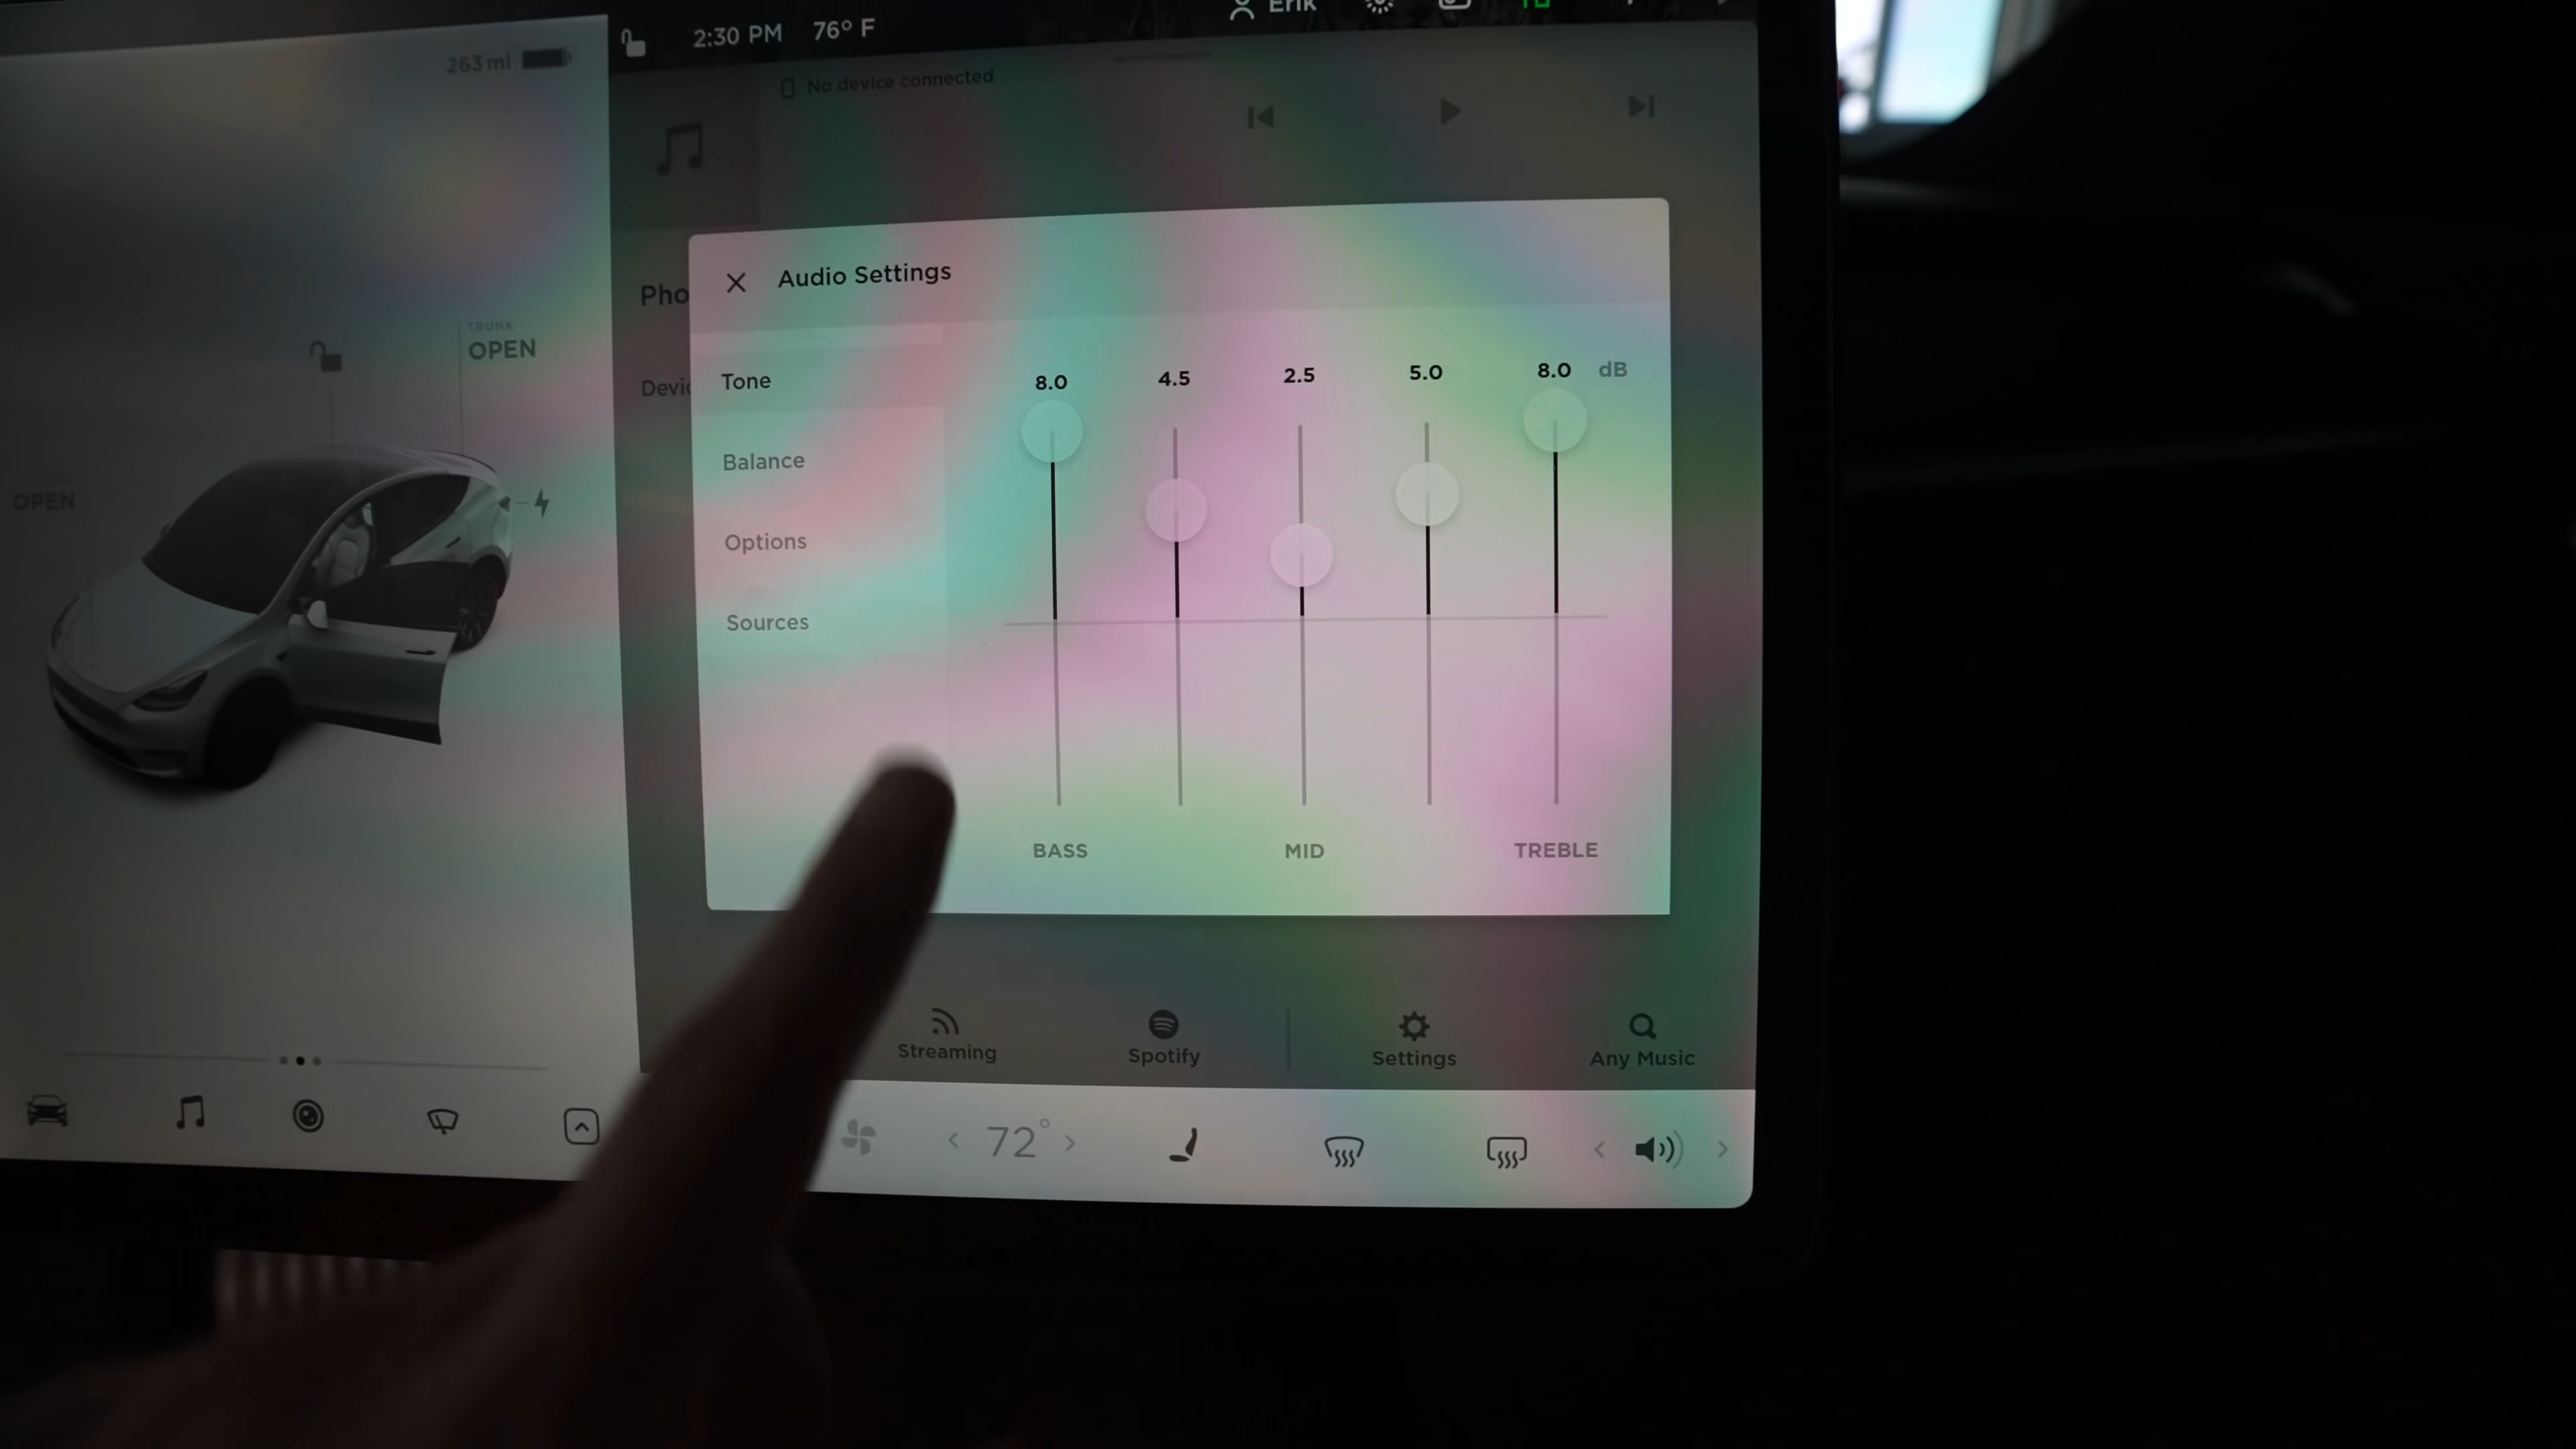 2:30 PM 76° F Erik
263 mi
No device connected
TRUNK
OPEN
OPEN
Pho
Devic
Audio Settings
Tone
Balance
Options
Sources
8.0 4.5 2.5 5.0 8.0 dB
BASS MID TREBLE
Streaming Spotify Settings Any Music
72°